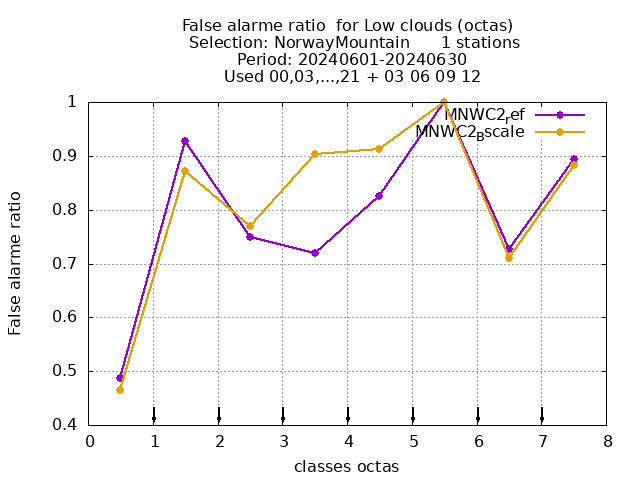 False alarme ratio  for Low clouds (octas)
Selection: NorwayMountain      1 stations
Period: 20240601-20240630
Used 00,03,...,21 + 03 06 09 12
MNWC2ref
MNWC2Bscale
1
0.9
0.8
0.7
0.6
0.5
0.4
False alarme ratio
0 1 2 3 4 5 6 7 8
classes octas